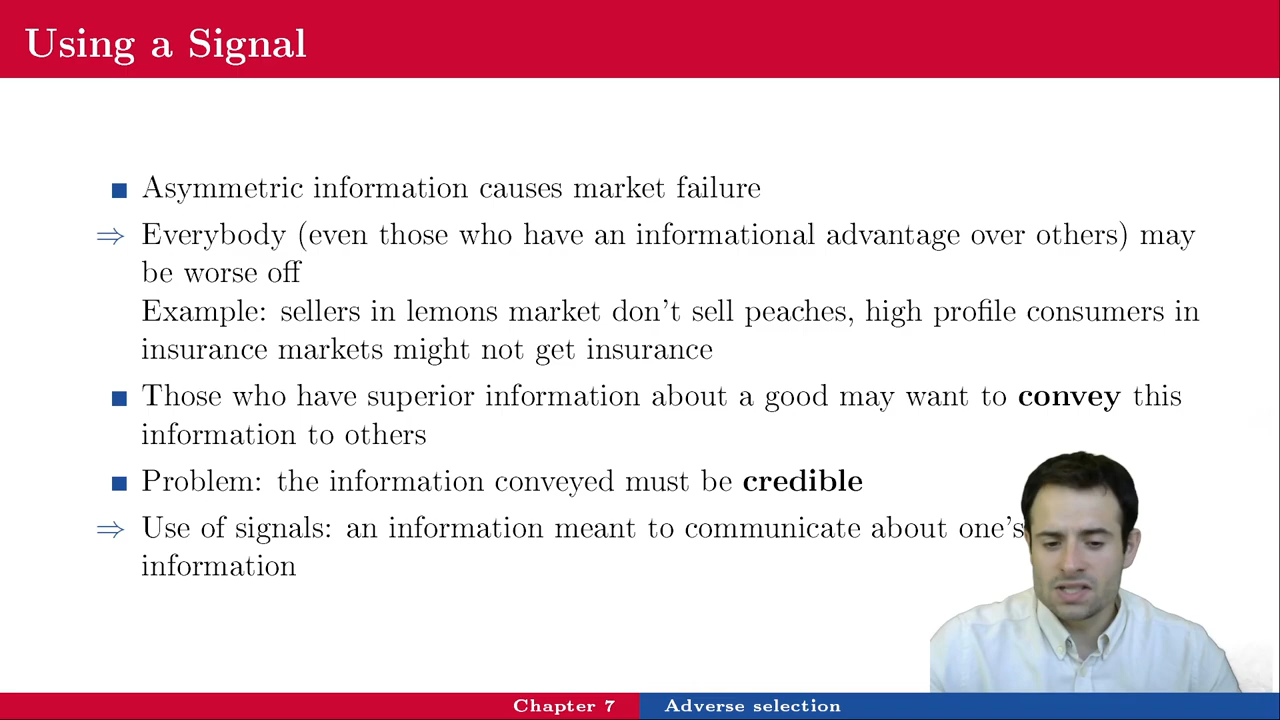 Using a Signal
■ Asymmetric information causes market failure
⇒ Everybody (even those who have an informational advantage over others) may
be worse off
Example: sellers in lemons market don't sell peaches, high profile consumers in
insurance markets might not get insurance
■ Those who have superior information about a good may want to convey this
information to others
■ Problem: the information conveyed must be credible
⇒ Use of signals: an information meant to communicate about one's
information
Chapter 7 Adverse selection